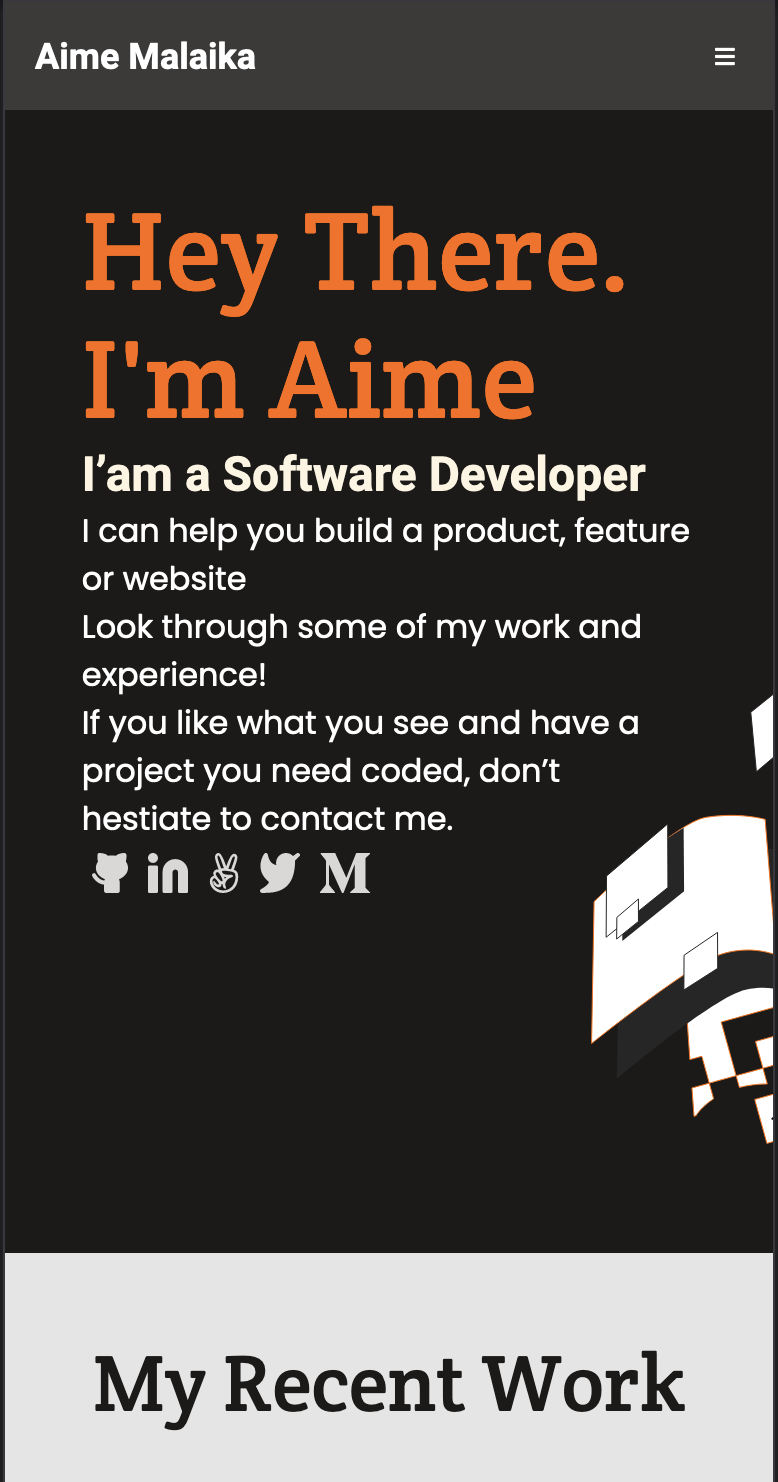 Aime Malaika
Hey There.
I'm Aime
I’am a Software Developer
I can help you build a product, feature
or website
Look through some of my work and
experience!
If you like what you see and have a
project you need coded, don’t
hestiate to contact me.
My Recent Work